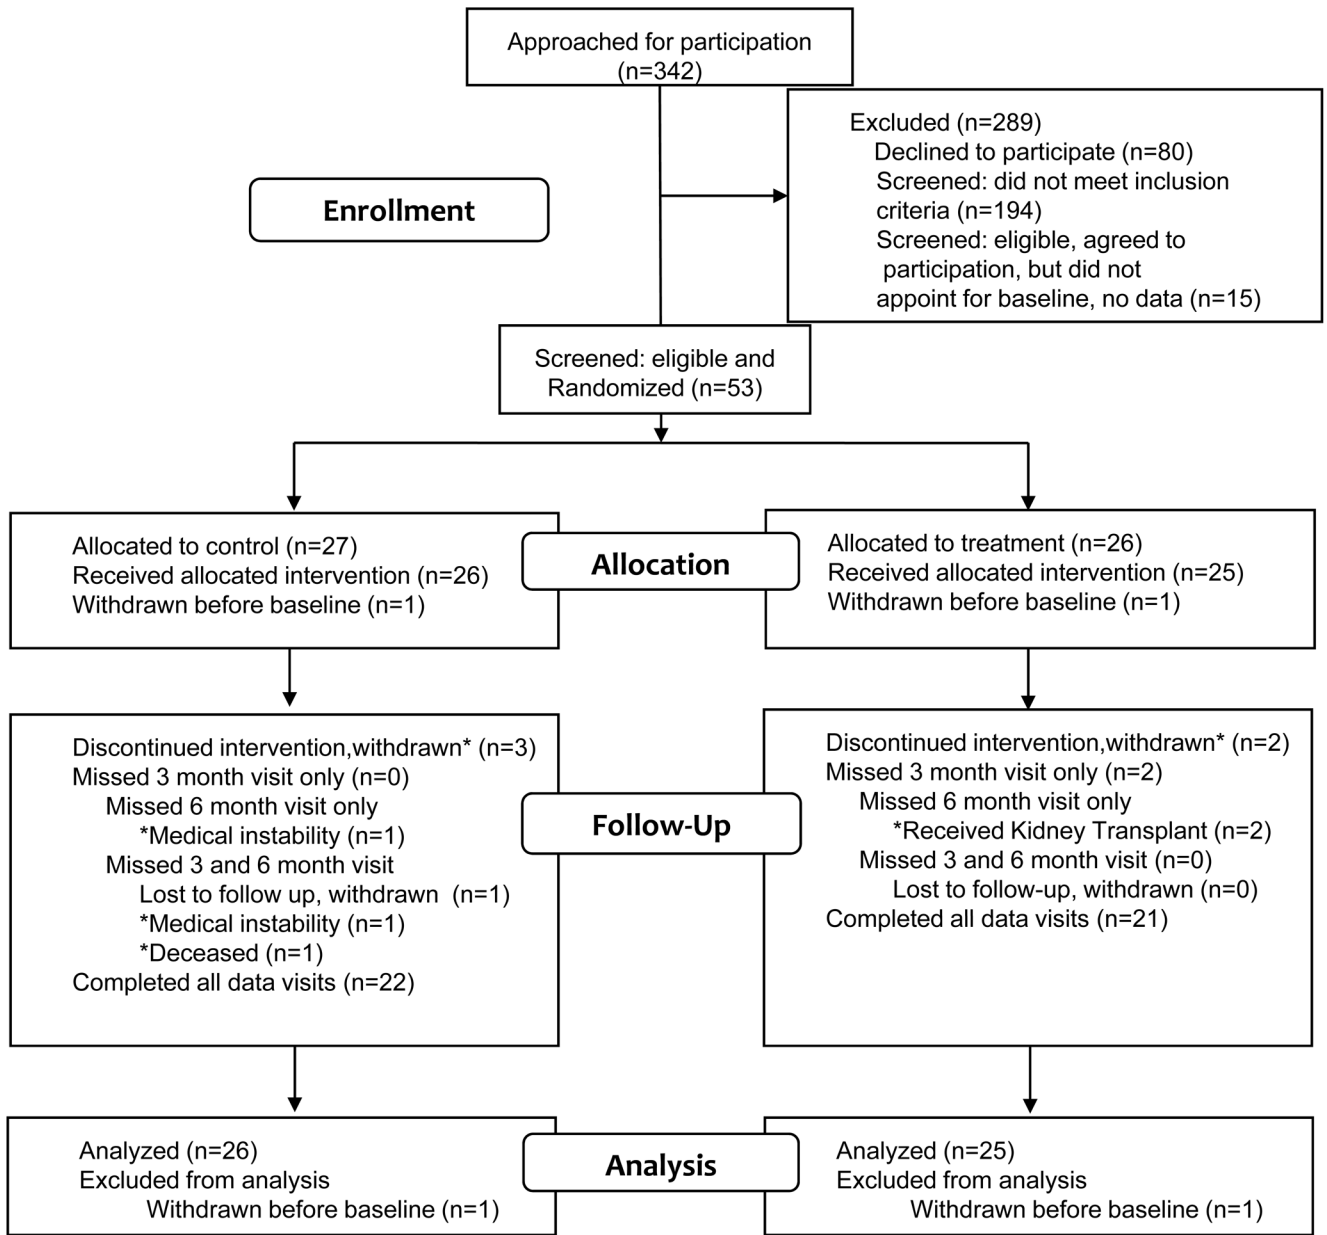 Approached for participation
(n=342)
Excluded (n=289)
Declined to participate (n=80)
Screened: did not meet inclusion
criteria (n=194)
Screened: eligible, agreed to
participation, but did not
appoint for baseline, no data (n=15)
Enrollment
Screened: eligible and
Randomized (n=53)
Allocated to control (n=27)
Received allocated intervention (n=26)
Withdrawn before baseline (n=1)
Allocation
Allocated to treatment (n=26)
Received allocated intervention (n=25)
Withdrawn before baseline (n=1)
Discontinued intervention,withdrawn* (n=3)
Missed 3 month visit only (n=0)
Missed 6 month visit only
*Medical instability (n=1)
Missed 3 and 6 month visit
Lost to follow up, withdrawn (n=1)
*Medical instability (n=1)
*Deceased (n=1)
Completed all data visits (n=22)
Follow-Up
Discontinued intervention,withdrawn* (n=2)
Missed 3 month visit only (n=2)
Missed 6 month visit only
*Received Kidney Transplant (n=2)
Missed 3 and 6 month visit (n=0)
Lost to follow-up, withdrawn (n=0)
Completed all data visits (n=21)
Analyzed (n=26)
Excluded from analysis
Withdrawn before baseline (n=1)
Analysis
Analyzed (n=25)
Excluded from analysis
Withdrawn before baseline (n=1)